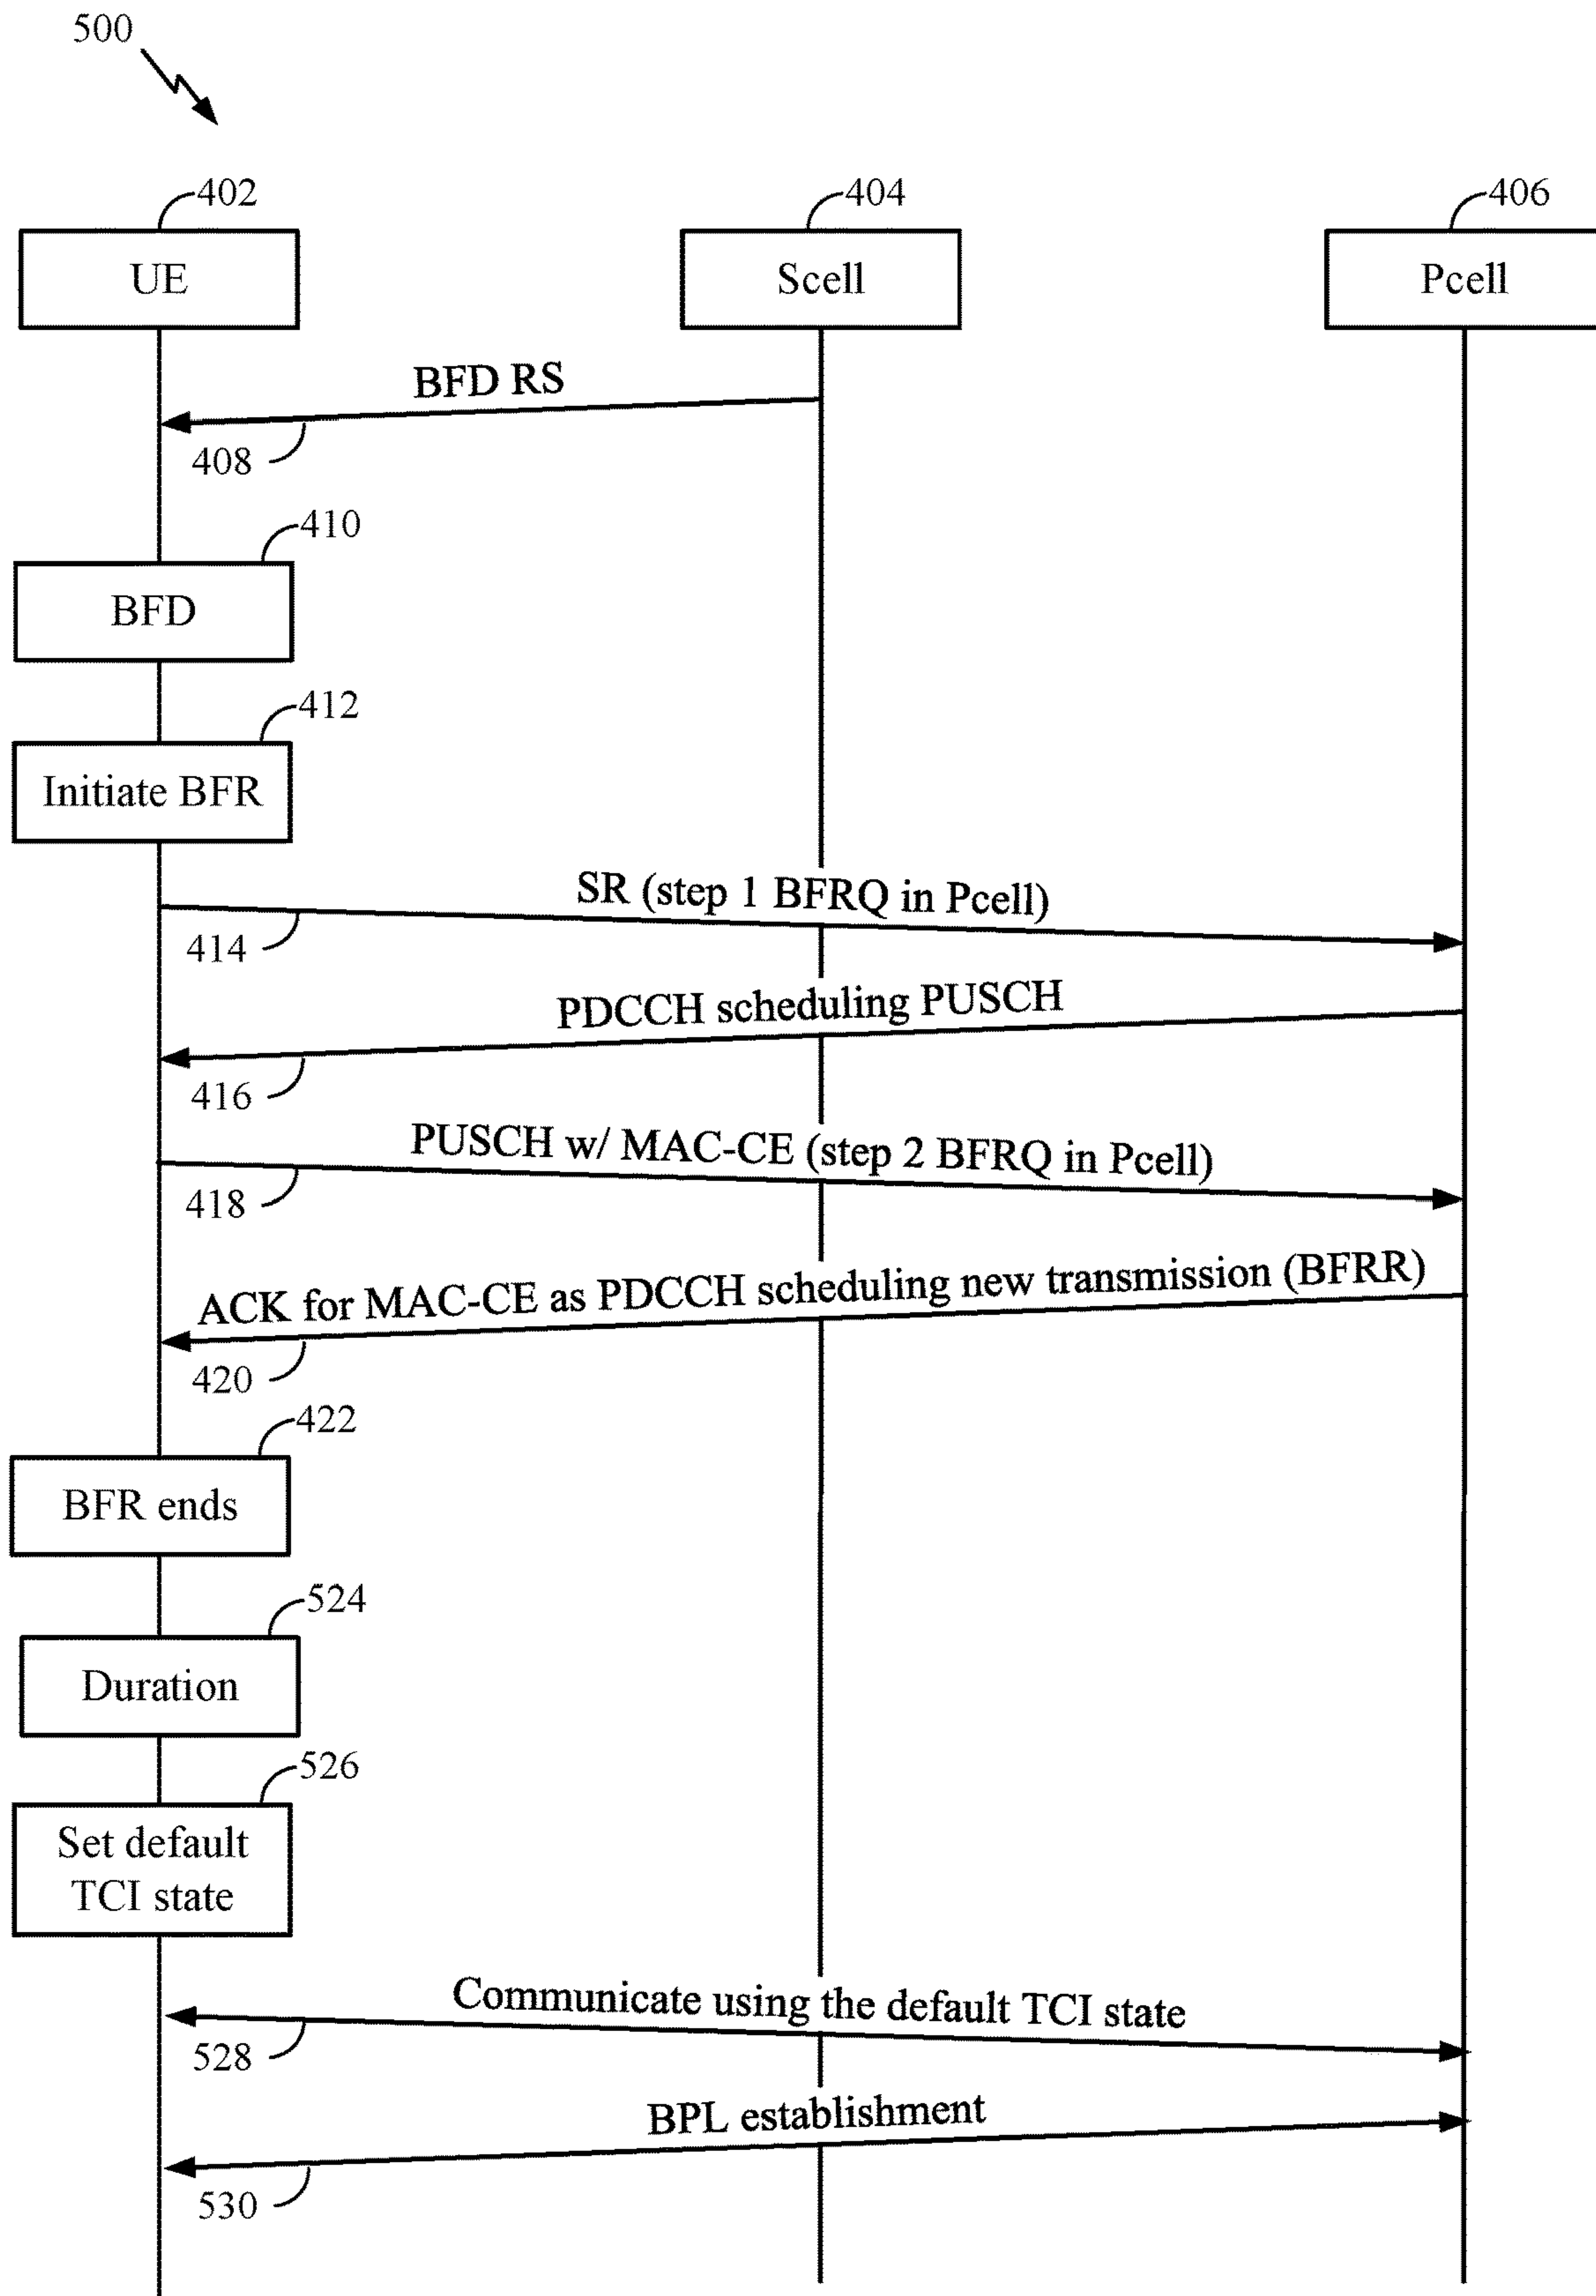 500
402
404
406
UE
Scell
Pcell
BFD RS
408
410
BFD
412
Initiate BFR
SR (step 1 BFRQ in Pcell)
414
PDCCH scheduling PUSCH
416
PUSCH w/ MAC-CE (step 2 BFRQ in Pcell)
418
ACK for MAC-CE as PDCCH scheduling new transmission (BFRR)
420
422
BFR ends
524
Duration
526
Set default
TCI state
Communicate using the default TCI state
528
BPL establishment
530